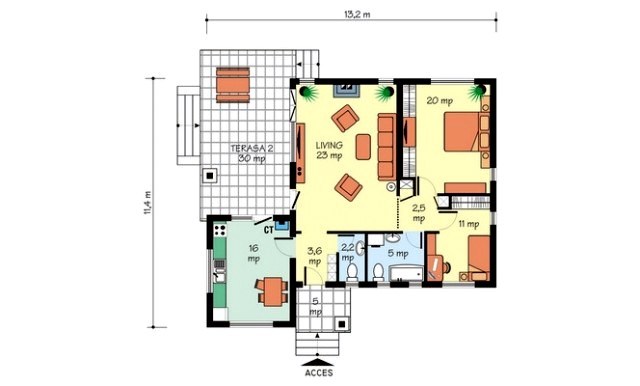 13,2 m
11,4 m
20 mp
LIVING
23 mp
TERASA 2
30 mp
2,5
mp
11 mp
CT
16
mp
3,6
mp
2,2
mp
5 mp
5
mp
ACCES